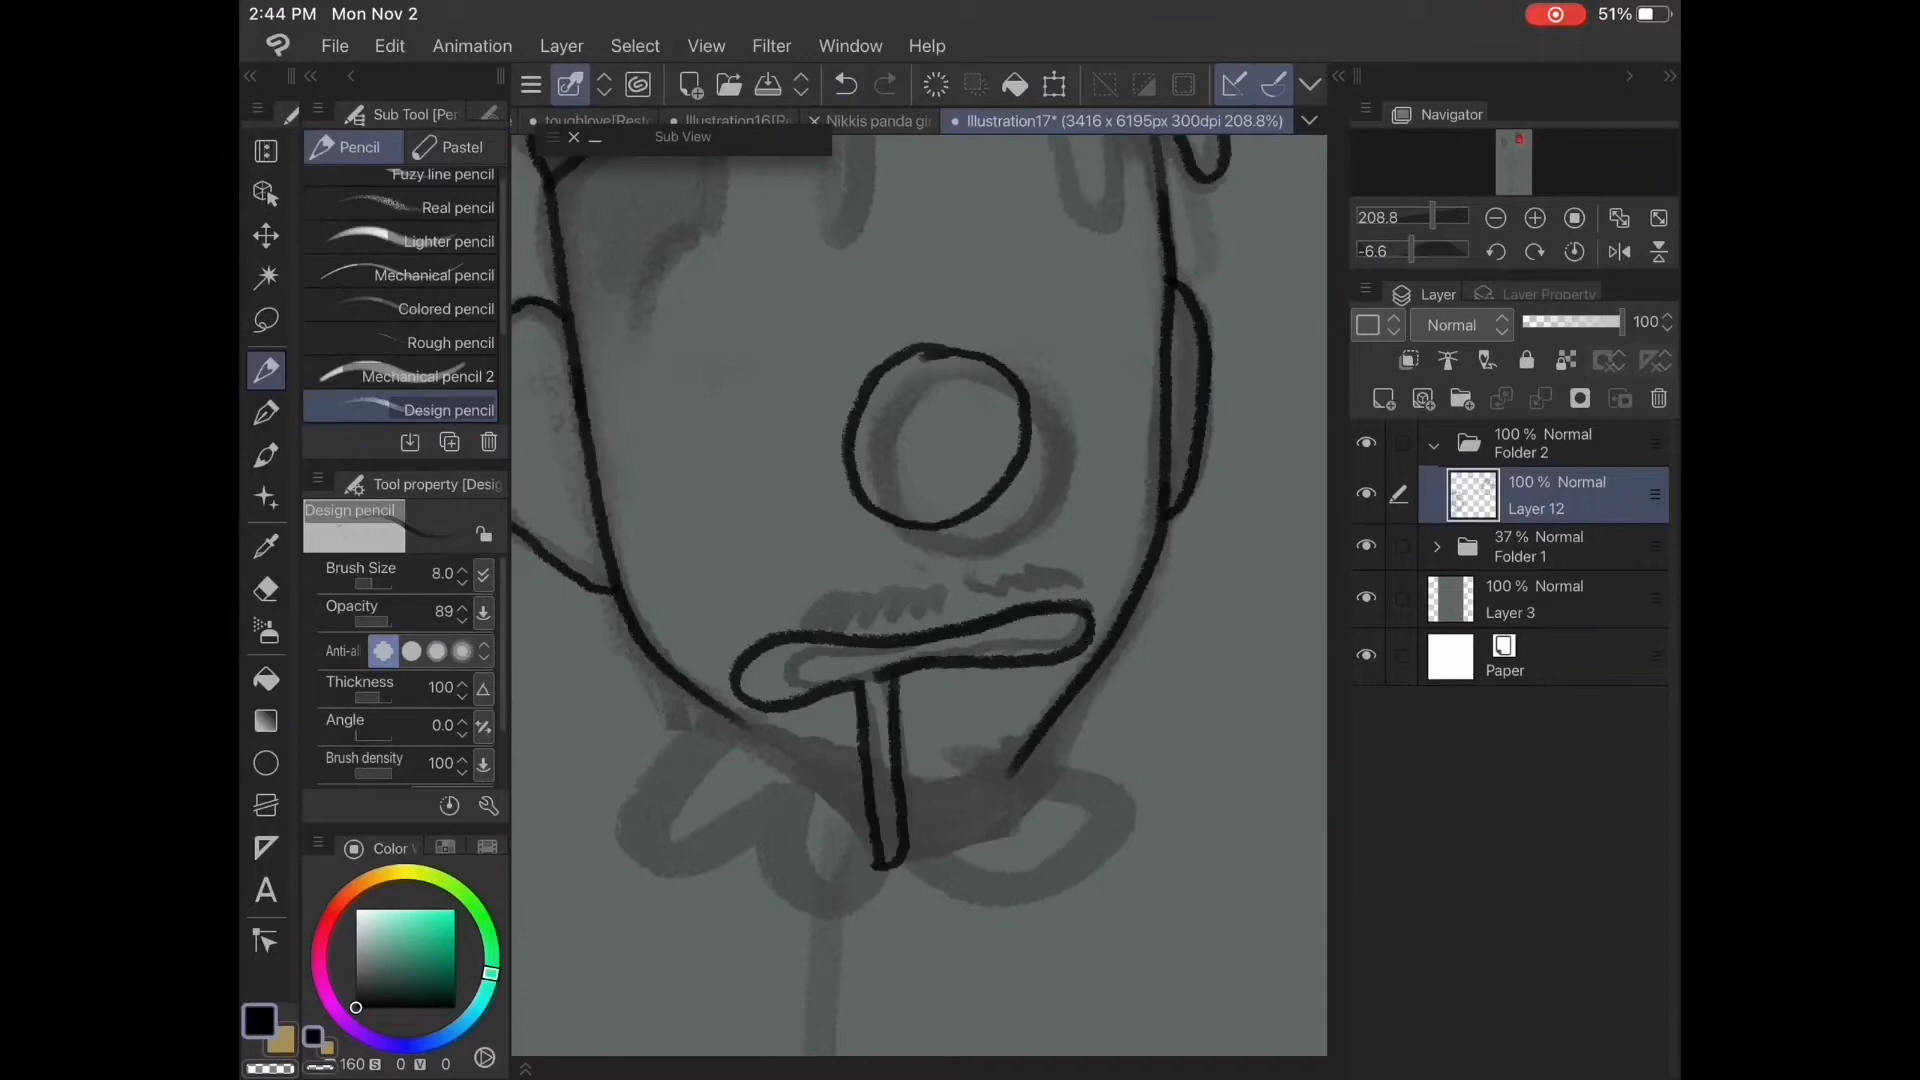 2:44 PM Mon Nov 2
51%
File Edit Animation Layer Select View Filter Window Help
Sub Tool [Per
toughlove[Rest
Illustration16[Re
Nikkis panda gir
Illustration17* (3416 x 6195px 300dpi 208.8%)
Sub View
Navigator
Pencil
Pastel
Fuzy line pencil
Real pencil
Lighter pencil
Mechanical pencil
Colored pencil
Rough pencil
Mechanical pencil 2
Design pencil
Tool property [Desig
Design pencil
Brush Size 8.0
Opacity 89
Anti-al
Thickness 100
Angle 0.0
Brush density 100
Color W
160 S 0 V 0
A
208.8
-6.6
Layer
Layer Property
Normal 100
100 % Normal
Folder 2
100 % Normal
Layer 12
37 % Normal
Folder 1
100 % Normal
Layer 3
Paper